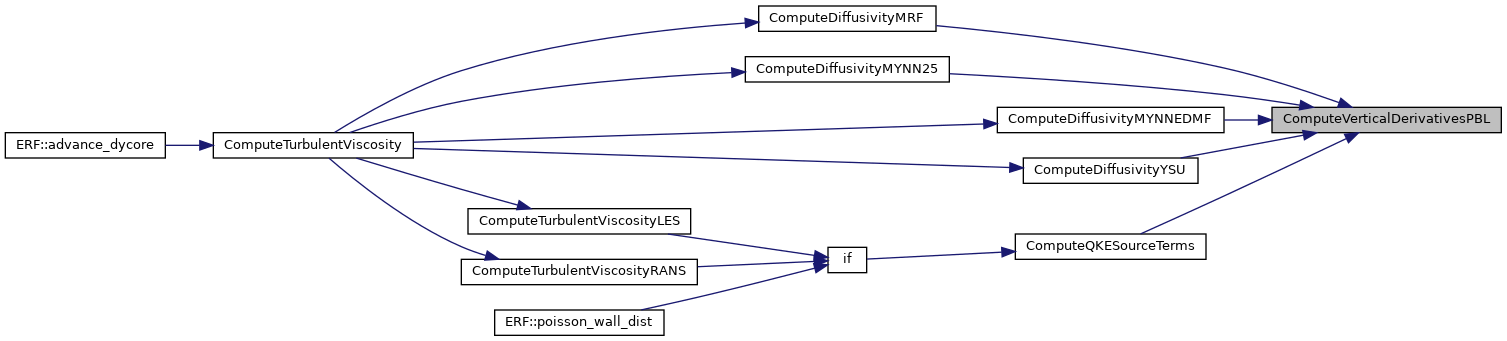 ComputeDiffusivityMRF
ComputeDiffusivityMYNN25
ComputeDiffusivityMYNNEDMF
ComputeVerticalDerivativesPBL
ERF::advance_dycore
ComputeTurbulentViscosity
ComputeDiffusivityYSU
ComputeTurbulentViscosityLES
ComputeQKESourceTerms
if
ComputeTurbulentViscosityRANS
ERF::poisson_wall_dist